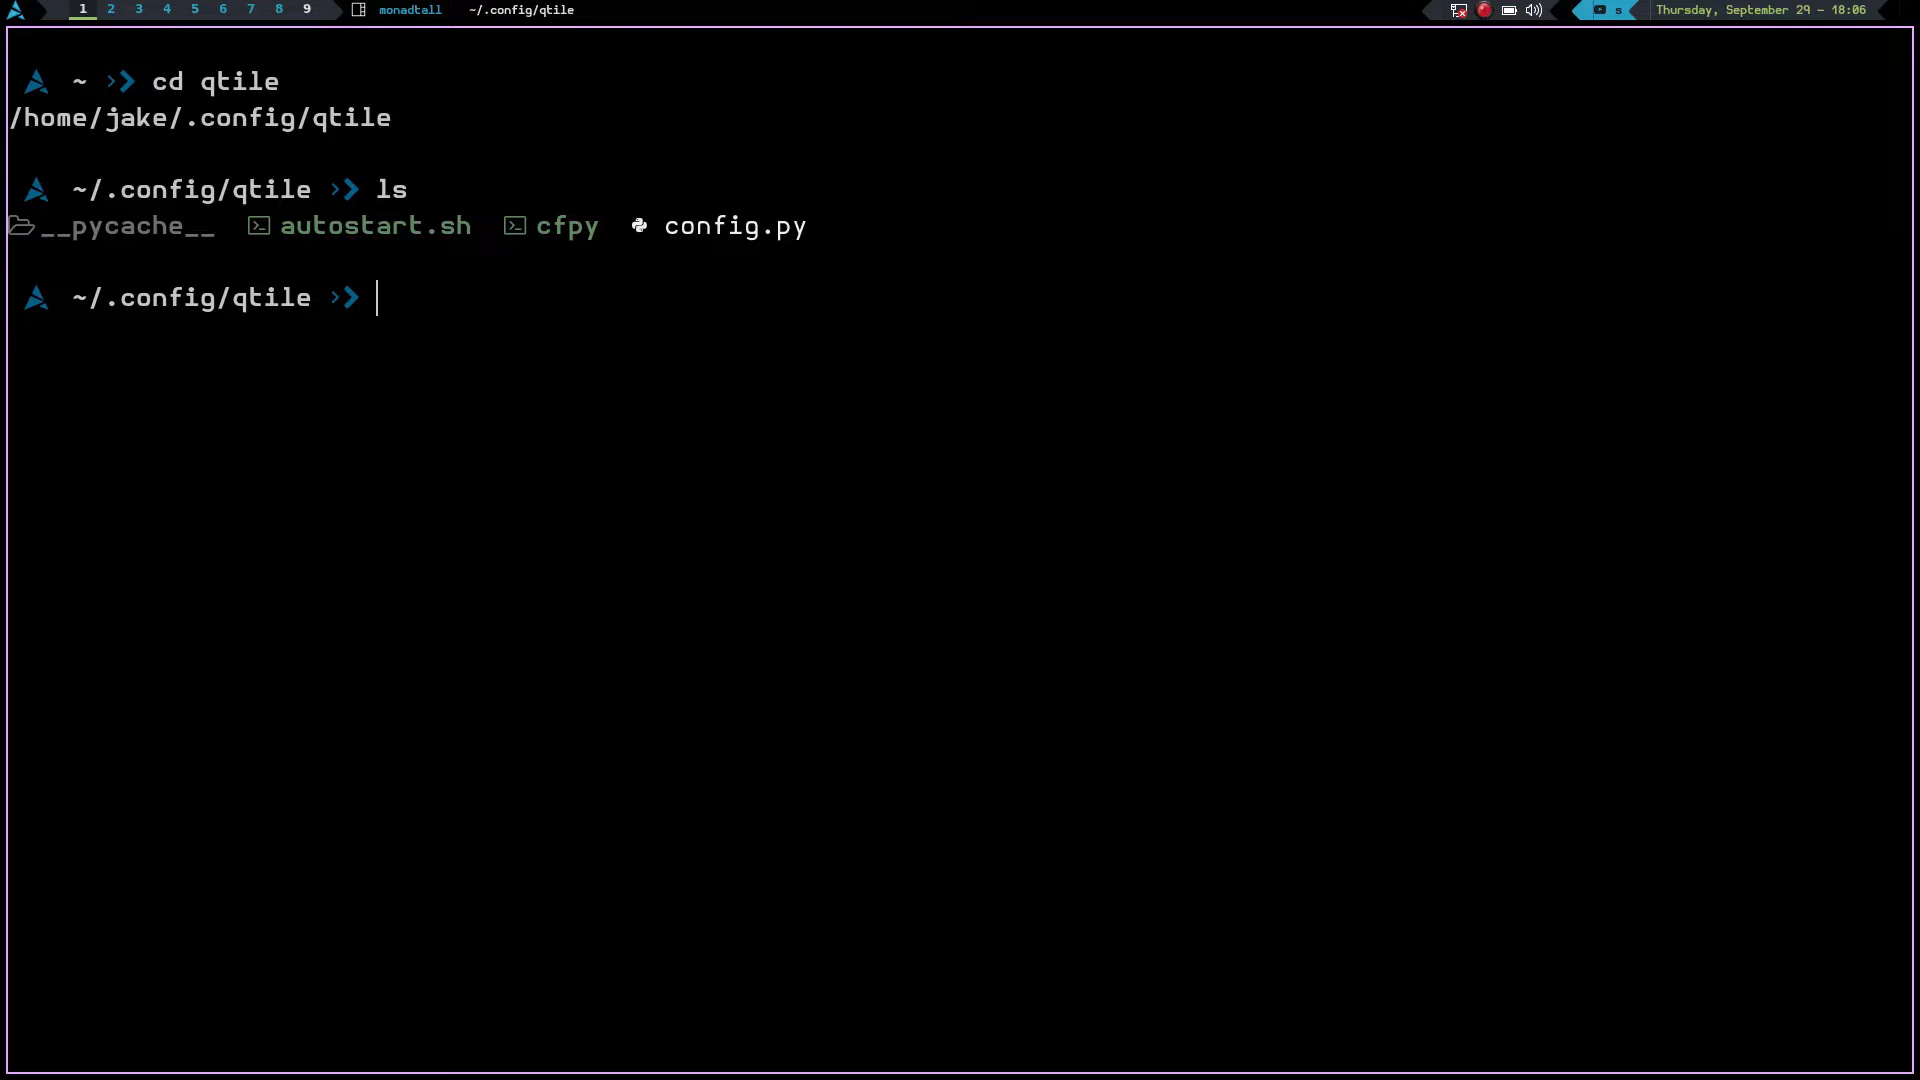 1 2 3 4 5 6 7 8 9 monadtall ~/.config/qtile s Thursday, September 29 - 18:06
~ cd qtile
/home/jake/.config/qtile
~/.config/qtile ls
__pycache__ autostart.sh cfpy config.py
~/.config/qtile